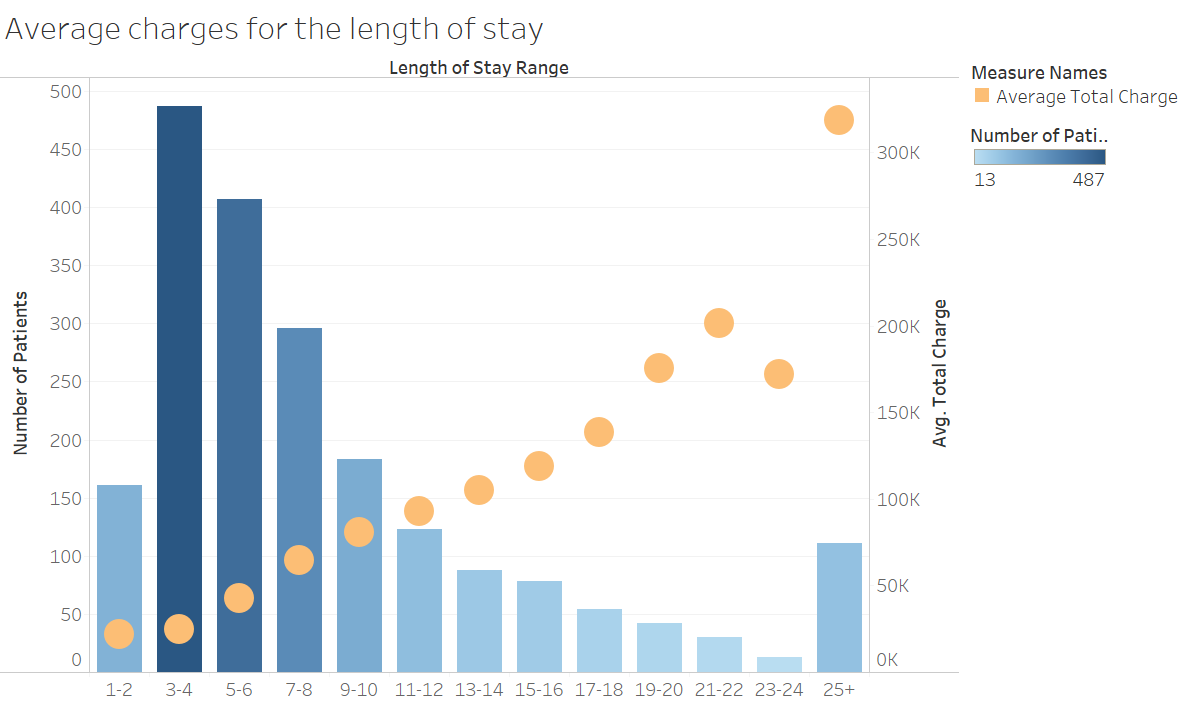 Average charges for the length of stay
Length of Stay Range
Number of Patients
500
450
400
350
300
250
200
150
100
50
0
300K
250K
200K
150K
100K
50K
0K
Avg. Total Charge
1-2 3-4 5-6 7-8 9-10 11-12 13-14 15-16 17-18 19-20 21-22 23-24 25+
Measure Names
Average Total Charge
Number of Pati..
13 487